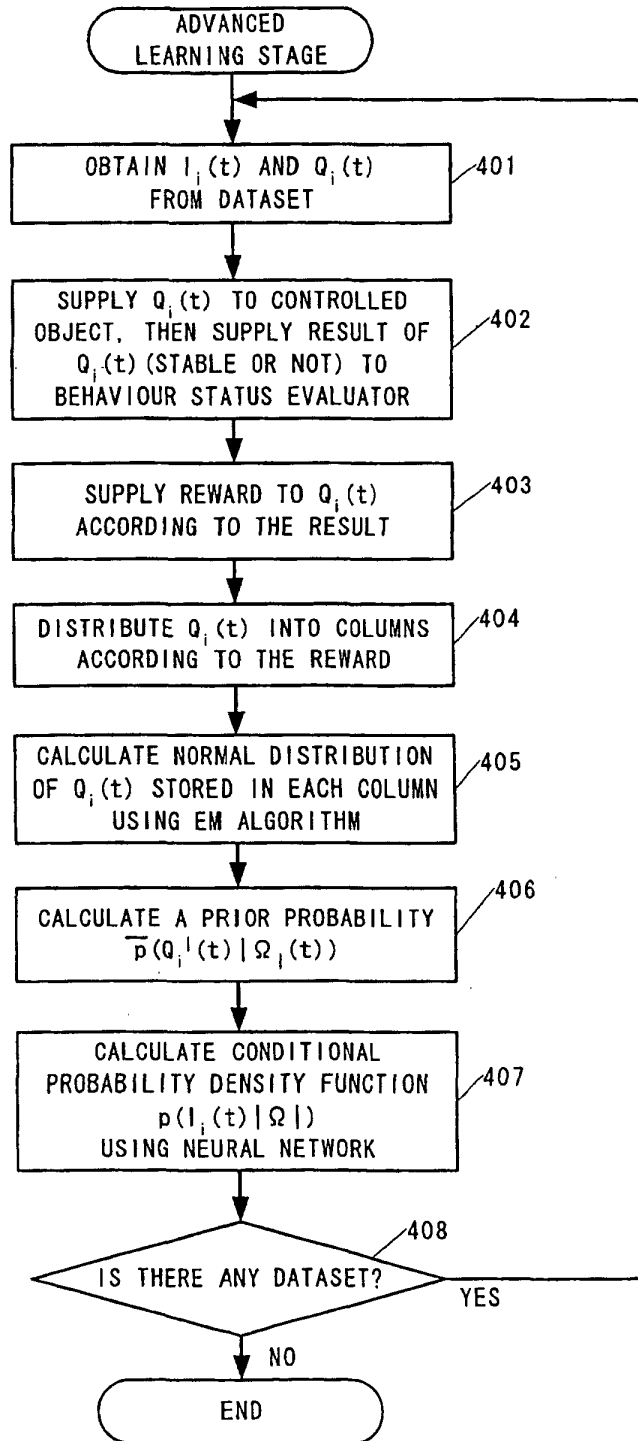 ADVANCED
LEARNING STAGE
OBTAIN I_i(t) AND Q_i(t)
FROM DATASET
401
SUPPLY Q_i(t) TO CONTROLLED
OBJECT, THEN SUPPLY RESULT OF
Q_i(t)(STABLE OR NOT) TO
BEHAVIOUR STATUS EVALUATOR
402
SUPPLY REWARD TO Q_i(t)
ACCORDING TO THE RESULT
403
DISTRIBUTE Q_i(t) INTO COLUMNS
ACCORDING TO THE REWARD
404
CALCULATE NORMAL DISTRIBUTION
OF Q_i(t) STORED IN EACH COLUMN
USING EM ALGORITHM
405
CALCULATE A PRIOR PROBABILITY
p̅(Q_i^l(t)|Ω_l(t))
406
CALCULATE CONDITIONAL
PROBABILITY DENSITY FUNCTION
p(I_i(t)|Ω|)
USING NEURAL NETWORK
407
IS THERE ANY DATASET?
408
YES
NO
END